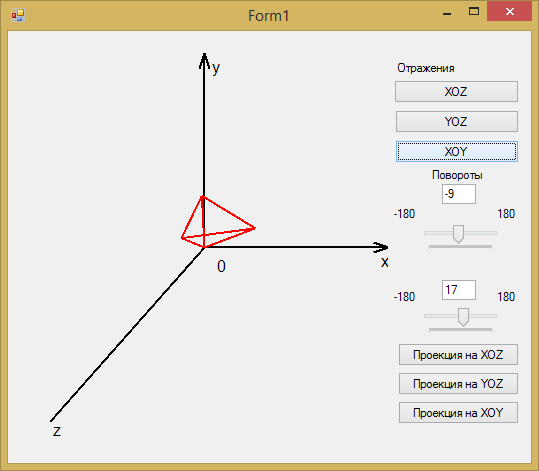 Form1
y
0
x
z
Отражения
XOZ
YOZ
XOY
Повороты
-9
-180 180
17
-180 180
Проекция на XOZ
Проекция на YOZ
Проекция на XOY